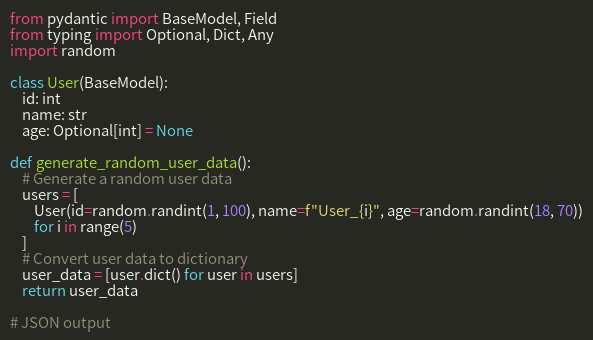 from pydantic import BaseModel, Field
from typing import Optional, Dict, Any
import random

class User(BaseModel):
    id: int
    name: str
    age: Optional[int] = None

def generate_random_user_data():
    # Generate a random user data
    users = [
        User(id=random.randint(1, 100), name=f"User_{i}", age=random.randint(18, 70))
        for i in range(5)
    ]
    # Convert user data to dictionary
    user_data = [user.dict() for user in users]
    return user_data

# JSON output